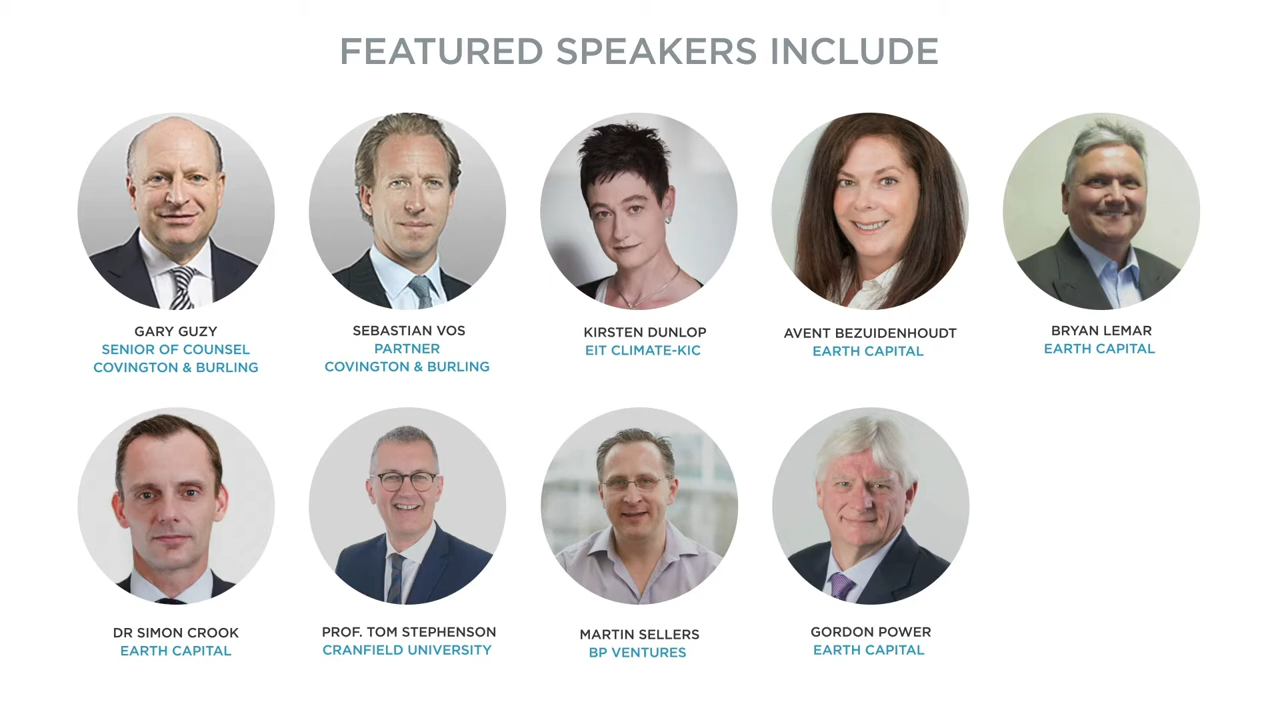 FEATURED SPEAKERS INCLUDE
GARY GUZY
SENIOR OF COUNSEL
COVINGTON & BURLING
SEBASTIAN VOS
PARTNER
COVINGTON & BURLING
KIRSTEN DUNLOP
EIT CLIMATE-KIC
AVENT BEZUIDENHOUDT
EARTH CAPITAL
BRYAN LEMAR
EARTH CAPITAL
DR SIMON CROOK
EARTH CAPITAL
PROF. TOM STEPHENSON
CRANFIELD UNIVERSITY
MARTIN SELLERS
BP VENTURES
GORDON POWER
EARTH CAPITAL